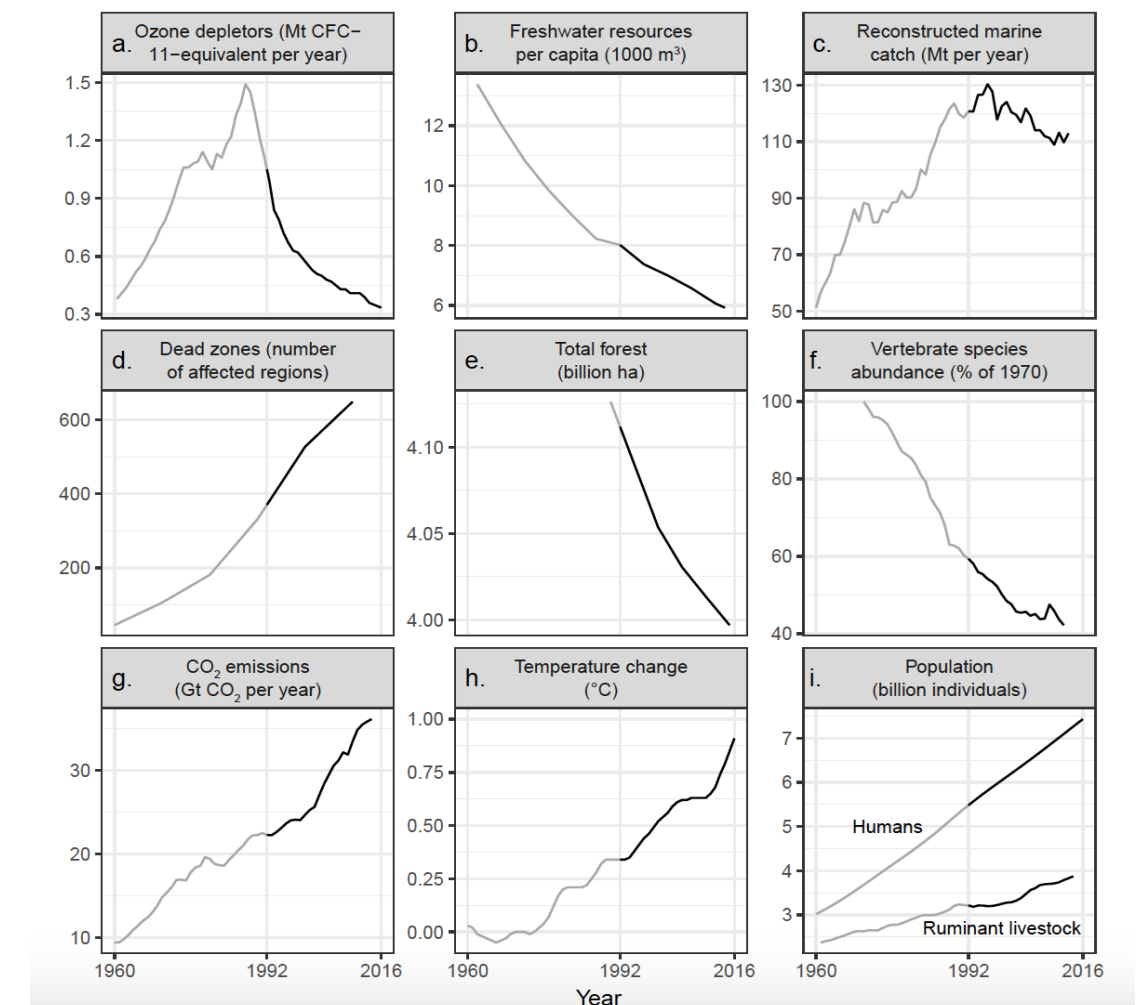 a. Ozone depletors (Mt CFC−
11−equivalent per year)
b. Freshwater resources
per capita (1000 m³)
c. Reconstructed marine
catch (Mt per year)
1.5
1.2
0.9
0.6
0.3
12
10
8
6
130
110
90
70
50
d. Dead zones (number
of affected regions)
e. Total forest
(billion ha)
f. Vertebrate species
abundance (% of 1970)
600
400
200
4.10
4.05
4.00
100
80
60
40
g. CO₂ emissions
(Gt CO₂ per year)
h. Temperature change
(°C)
i. Population
(billion individuals)
30
20
10
1.00
0.75
0.50
0.25
0.00
7
6
5
4
3
Humans
Ruminant livestock
1960 1992 2016
1960 1992 2016
1960 1992 2016
Year